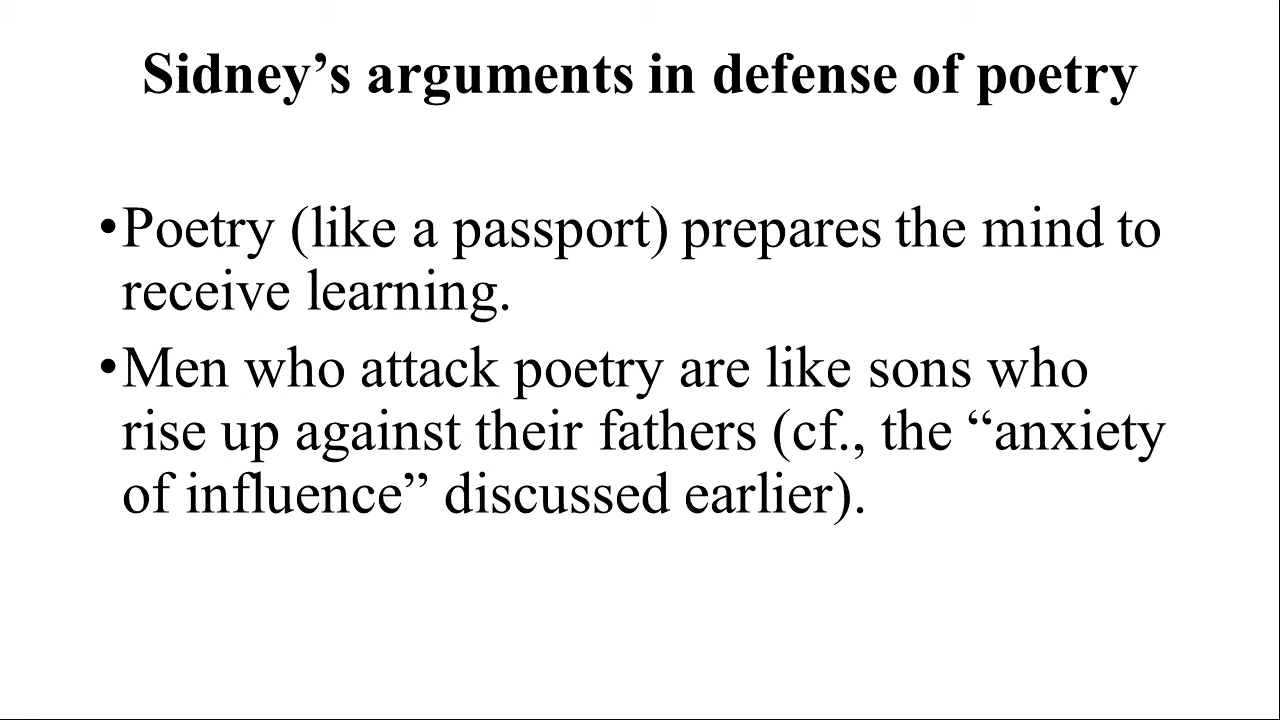 Sidney’s arguments in defense of poetry
•Poetry (like a passport) prepares the mind to
receive learning.
•Men who attack poetry are like sons who
rise up against their fathers (cf., the “anxiety
of influence” discussed earlier).